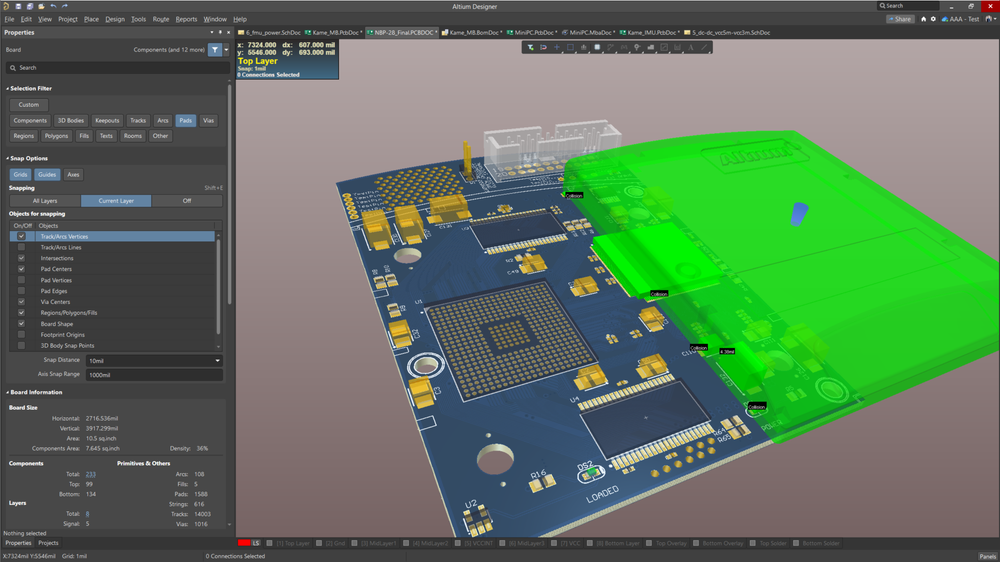 Altium Designer
Search
File Edit View Project Place Design Tools Route Reports Window Help
Share
AAA - Test
Properties
6_fmu_power.SchDoc
Kame_MB.PcbDoc *
NBP-28_Final.PCBDOC *
Kame_MB.BomDoc *
MiniPC.PcbDoc *
MiniPC.MbaDoc *
Kame_IMU.PcbDoc *
5_dc-dc_vcc5m-vcc3m.SchDoc
Board
Components (and 12 more)
Search
x: 7324.000 dx: 607.000 mil
y: 5546.000 dy: 693.000 mil
Top Layer
Snap: 1mil
0 Connections Selected
Selection Filter
Custom
Components 3D Bodies Keepouts Tracks Arcs Pads Vias
Regions Polygons Fills Texts Rooms Other
Snap Options
Grids Guides Axes
Snapping Shift+E
All Layers Current Layer Off
Objects for snapping
On/Off Objects
Track/Arcs Vertices
Track/Arcs Lines
Intersections
Pad Centers
Pad Vertices
Pad Edges
Via Centers
Regions/Polygons/Fills
Board Shape
Footprint Origins
3D Body Snap Points
Snap Distance 10mil
Axis Snap Range 1000mil
Board Information
Board Size
Horizontal: 2716.536mil
Vertical: 3917.299mil
Area: 10.5 sq.inch
Components Area: 7.645 sq.inch Density: 36%
Components Primitives & Others
Total: 233 Arcs: 108
Top: 99 Fills: 5
Bottom: 134 Pads: 1588
Layers Strings: 616
Total: 8 Tracks: 14003
Signal: 5 Vias: 1016
Nothing selected
Properties Projects
X:7324mil Y:5546mil Grid: 1mil
0 Connections Selected
Panels
Altium
TestPin
TestPin
TestPin
TestPin
TestPin
20
Collision
C131
U3
R2
C49
R8
R10
U1
R9
C32
C3
Collision
Collision
4.38mil
C132
Collision
U4
R64
R65
POWER
DS2
R16
LOADED
U2
LS [1] Top Layer [2] Gnd [3] MidLayer1 [4] MidLayer2 [5] VCCINT [6] MidLayer3 [7] VCC [8] Bottom Layer Top Overlay Bottom Overlay Top Solder Bottom Solder